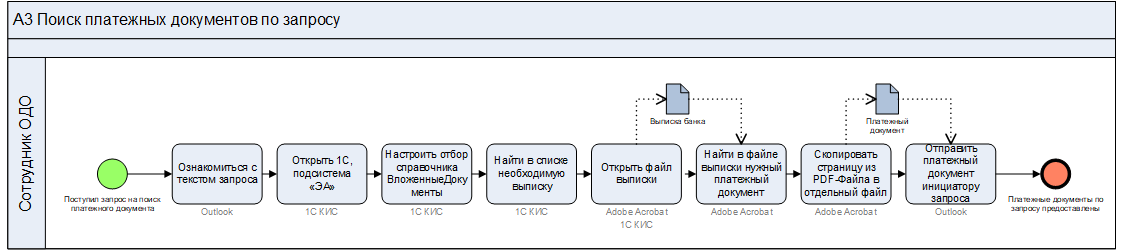 А3 Поиск платежных документов по запросу
Сотрудник ОДО
Поступил запрос на поиск
платежного документа
Ознакомиться с
текстом запроса
Outlook
Открыть 1С,
подсистема
«ЭА»
1С КИС
Настроить отбор
справочника
ВложенныеДоку
менты
1С КИС
Найти в списке
необходимую
выписку
1С КИС
Открыть файл
выписки
Adobe Acrobat
1С КИС
Выписка банка
Найти в файле
выписки нужный
платежный
документ
Adobe Acrobat
Скопировать
страницу из
PDF-Файла в
отдельный файл
Adobe Acrobat
Платежный
документ
Отправить
платежный
документ
инициатору
запроса
Outlook
Платежные документы по
запросу предоставлены